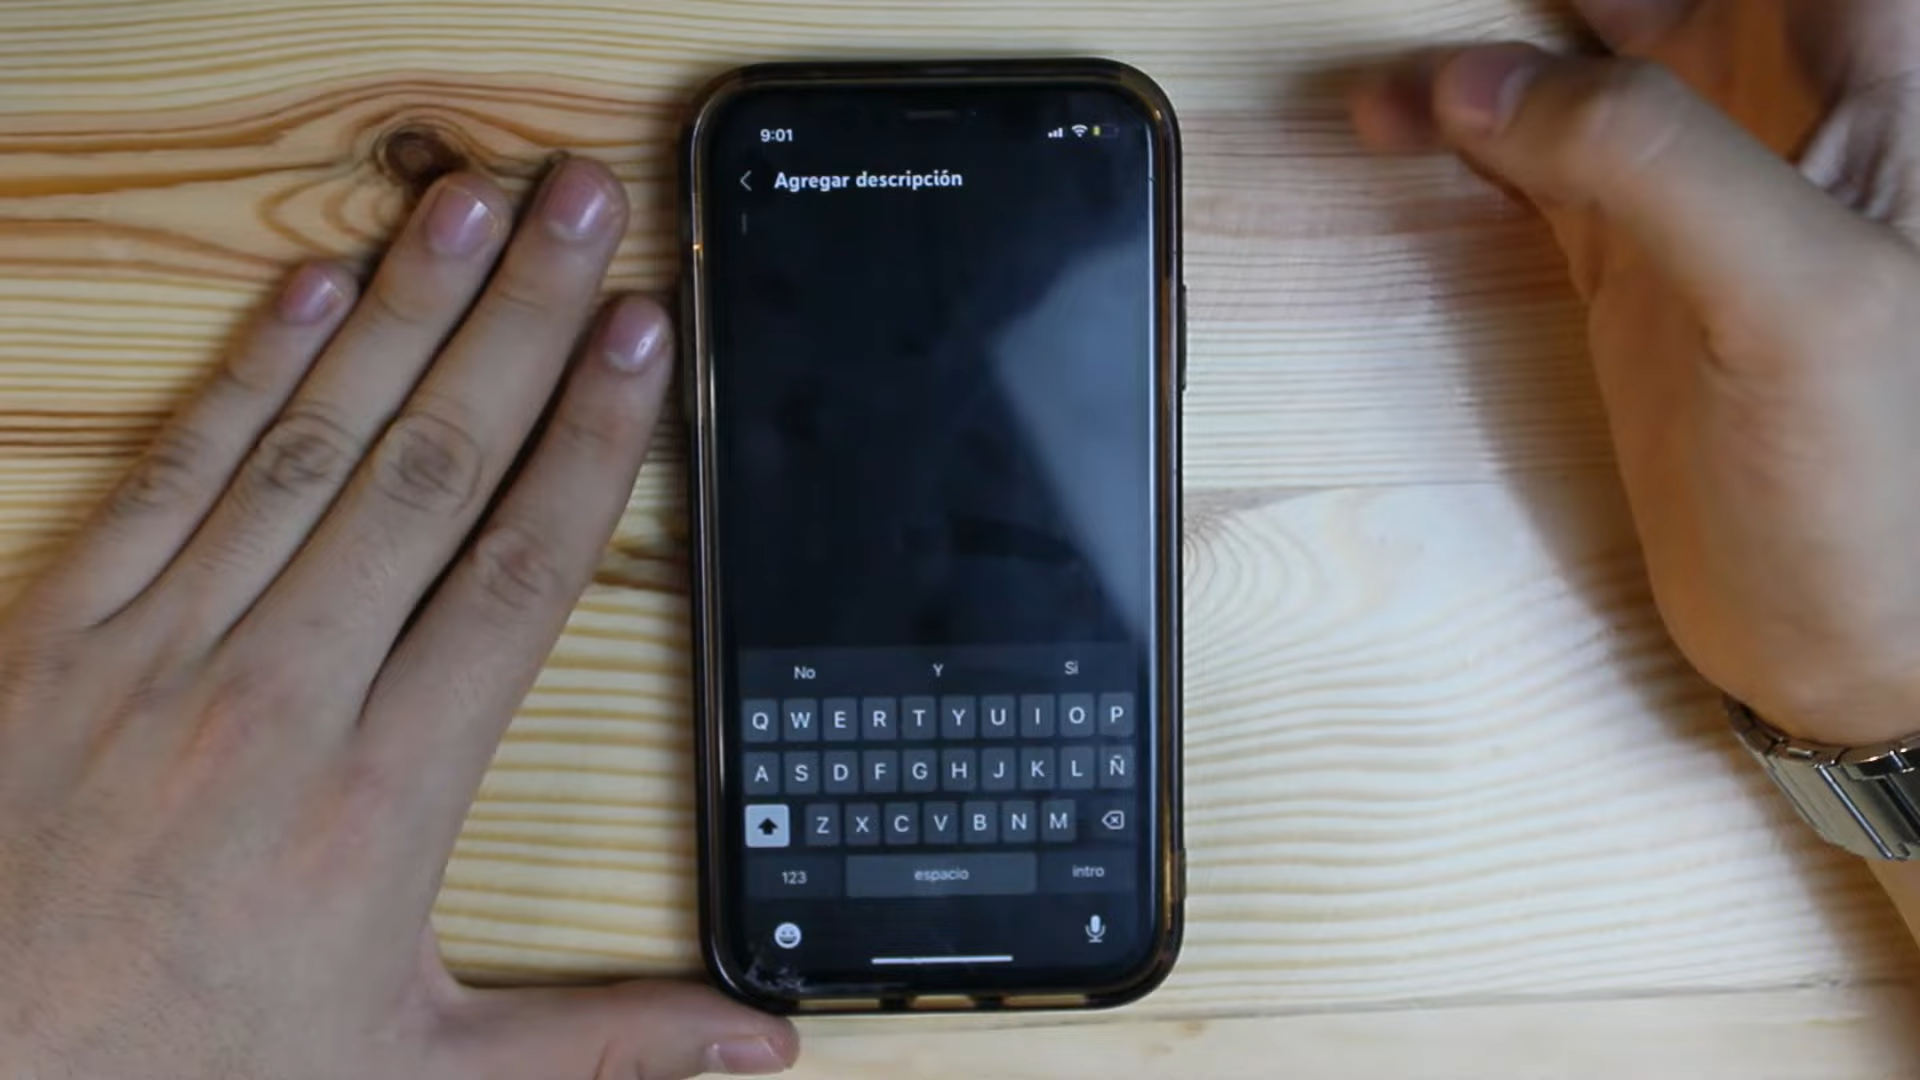 9:01
Agregar descripción
No Y Si
Q W E R T Y U I O P
A S D F G H J K L Ñ
Z X C V B N M
123 espacio intro